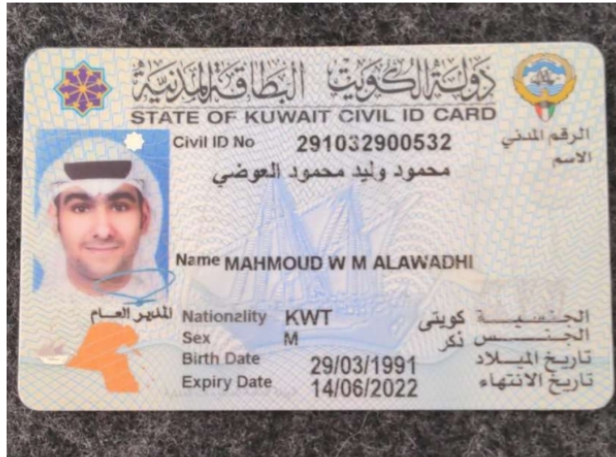 دولة الكويت البطاقة المدنية
STATE OF KUWAIT CIVIL ID CARD
Civil ID No 291032900532 الرقم المدني
الاسم
محمود وليد محمود العوضي
Name MAHMOUD W M ALAWADHI
المدير العام
Nationality KWT كويتي الجنسية
Sex M ذكر الجنس
Birth Date 29/03/1991 تاريخ الميلاد
Expiry Date 14/06/2022 تاريخ الانتهاء